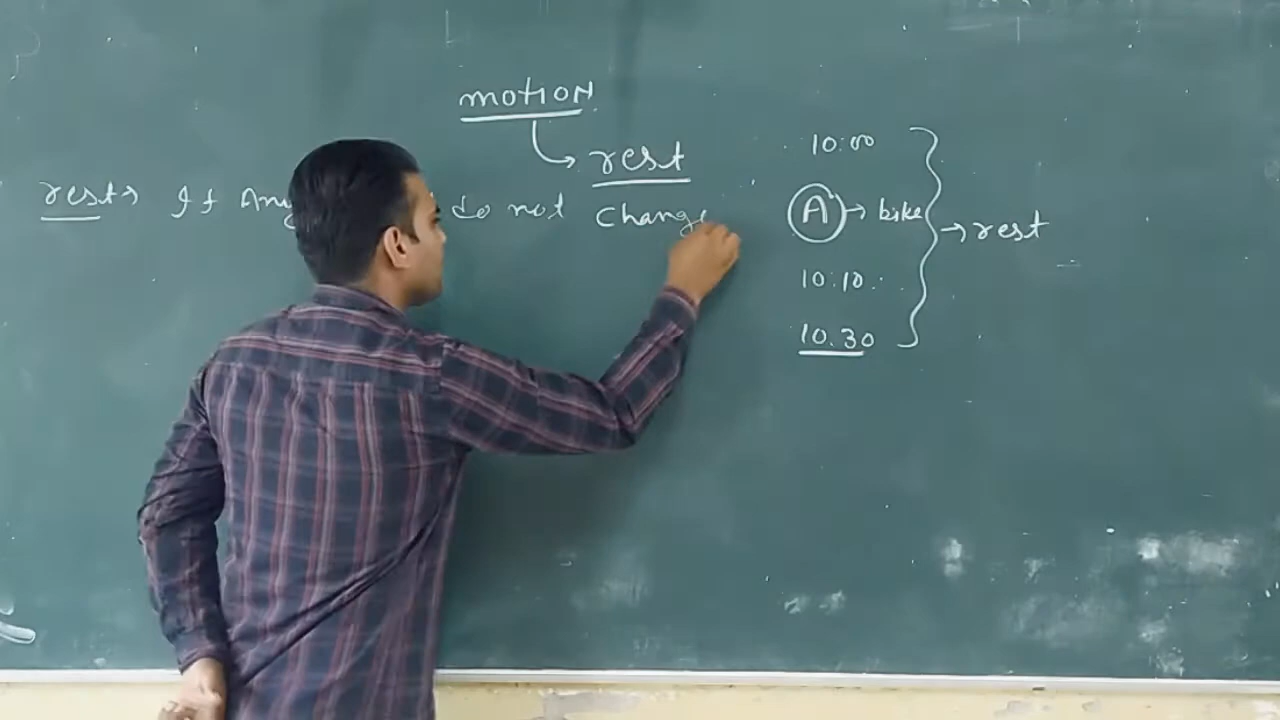 motion
rest
rest→ If Any do not change
10:00
A → bike
→ rest
10:10
10.30